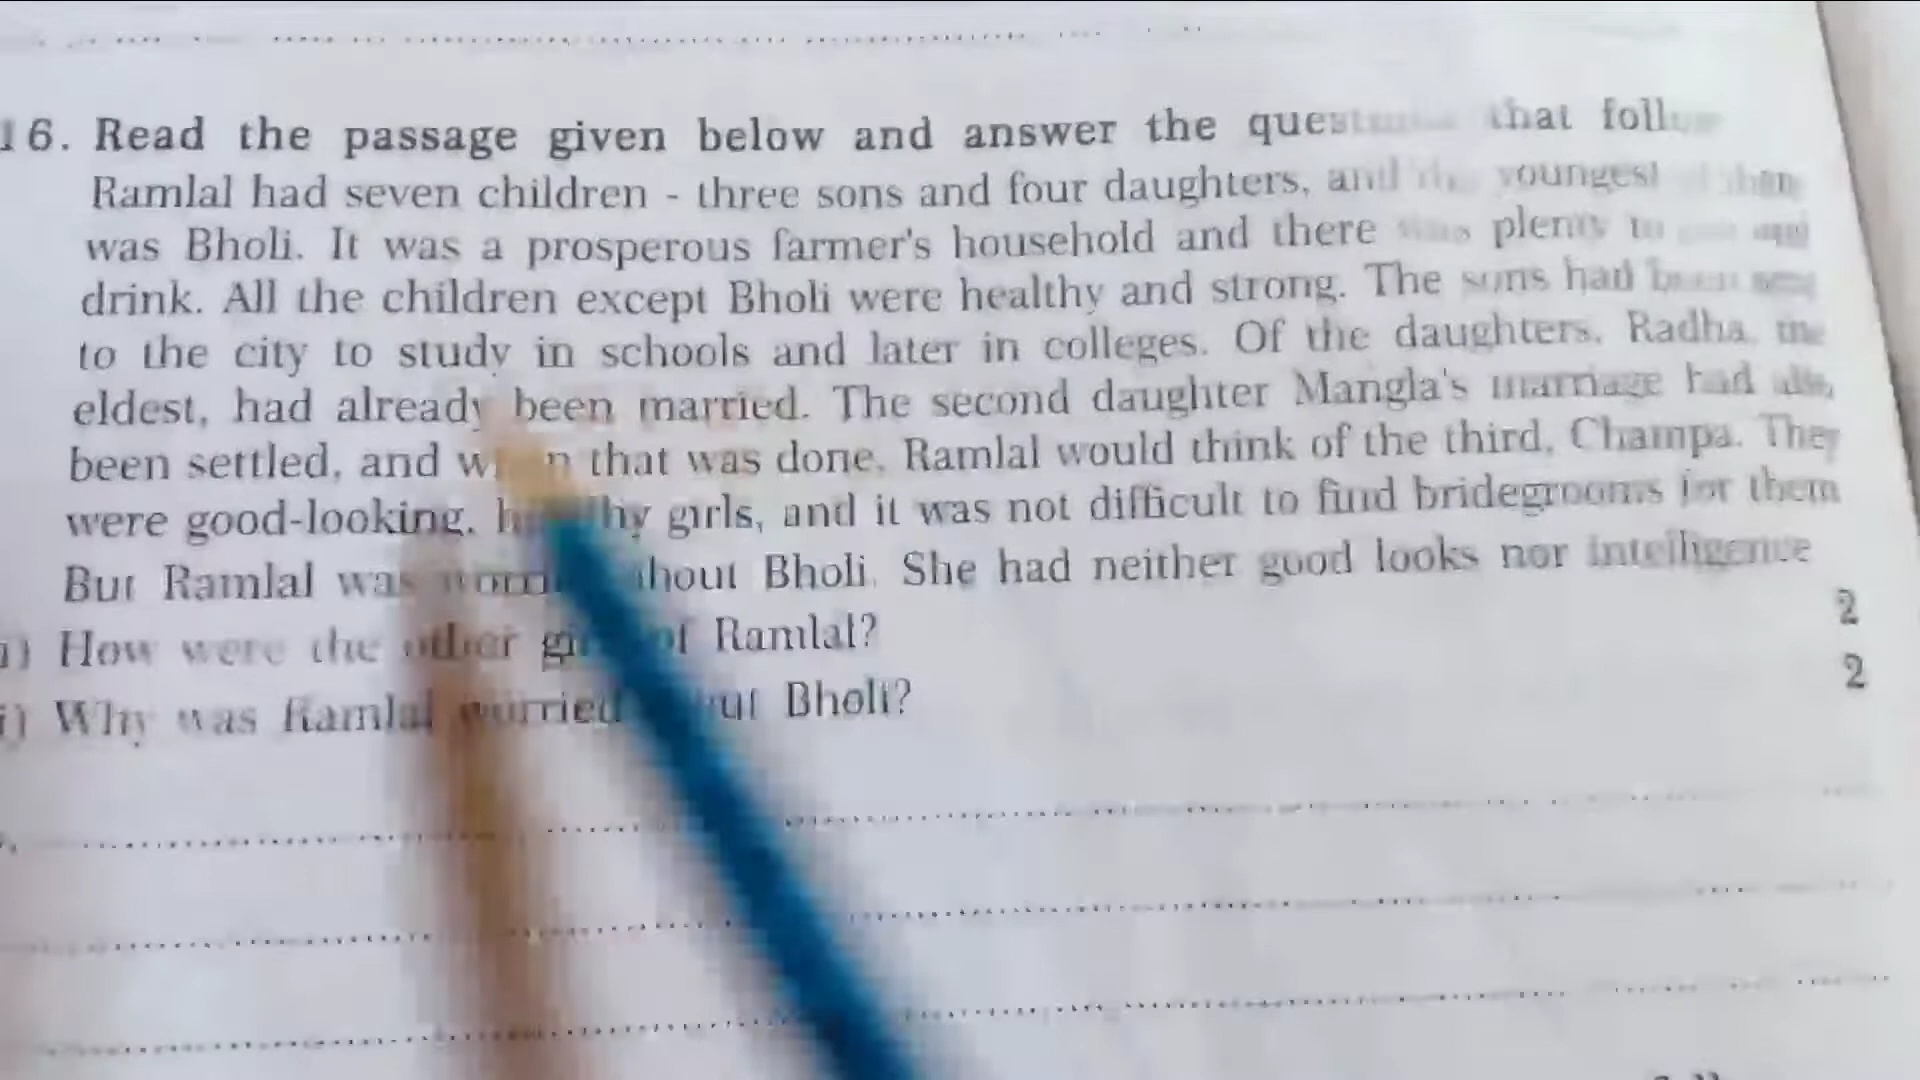 16. Read the passage given below and answer the that
Ramlal had seven children - three sons and four daughters, and youngest
was Bholi. It was a prosperous farmer's household and there was plenty to
drink. All the children except Bholi were healthy and strong. The sons had been
to the city to study in schools and later in colleges. Of the daughters, Radha, the
eldest, had already been married. The second daughter Mangla's marriage had
been settled, and that was done, Ramlal would think of the third, Champa. They
were good-looking, girls, and it was not difficult to find bridegrooms for them
But Ramlal was Bholi. She had neither good looks nor intelligence
2
How were the other of Ramlal?
2
Why was Ramlal worried Bholi?